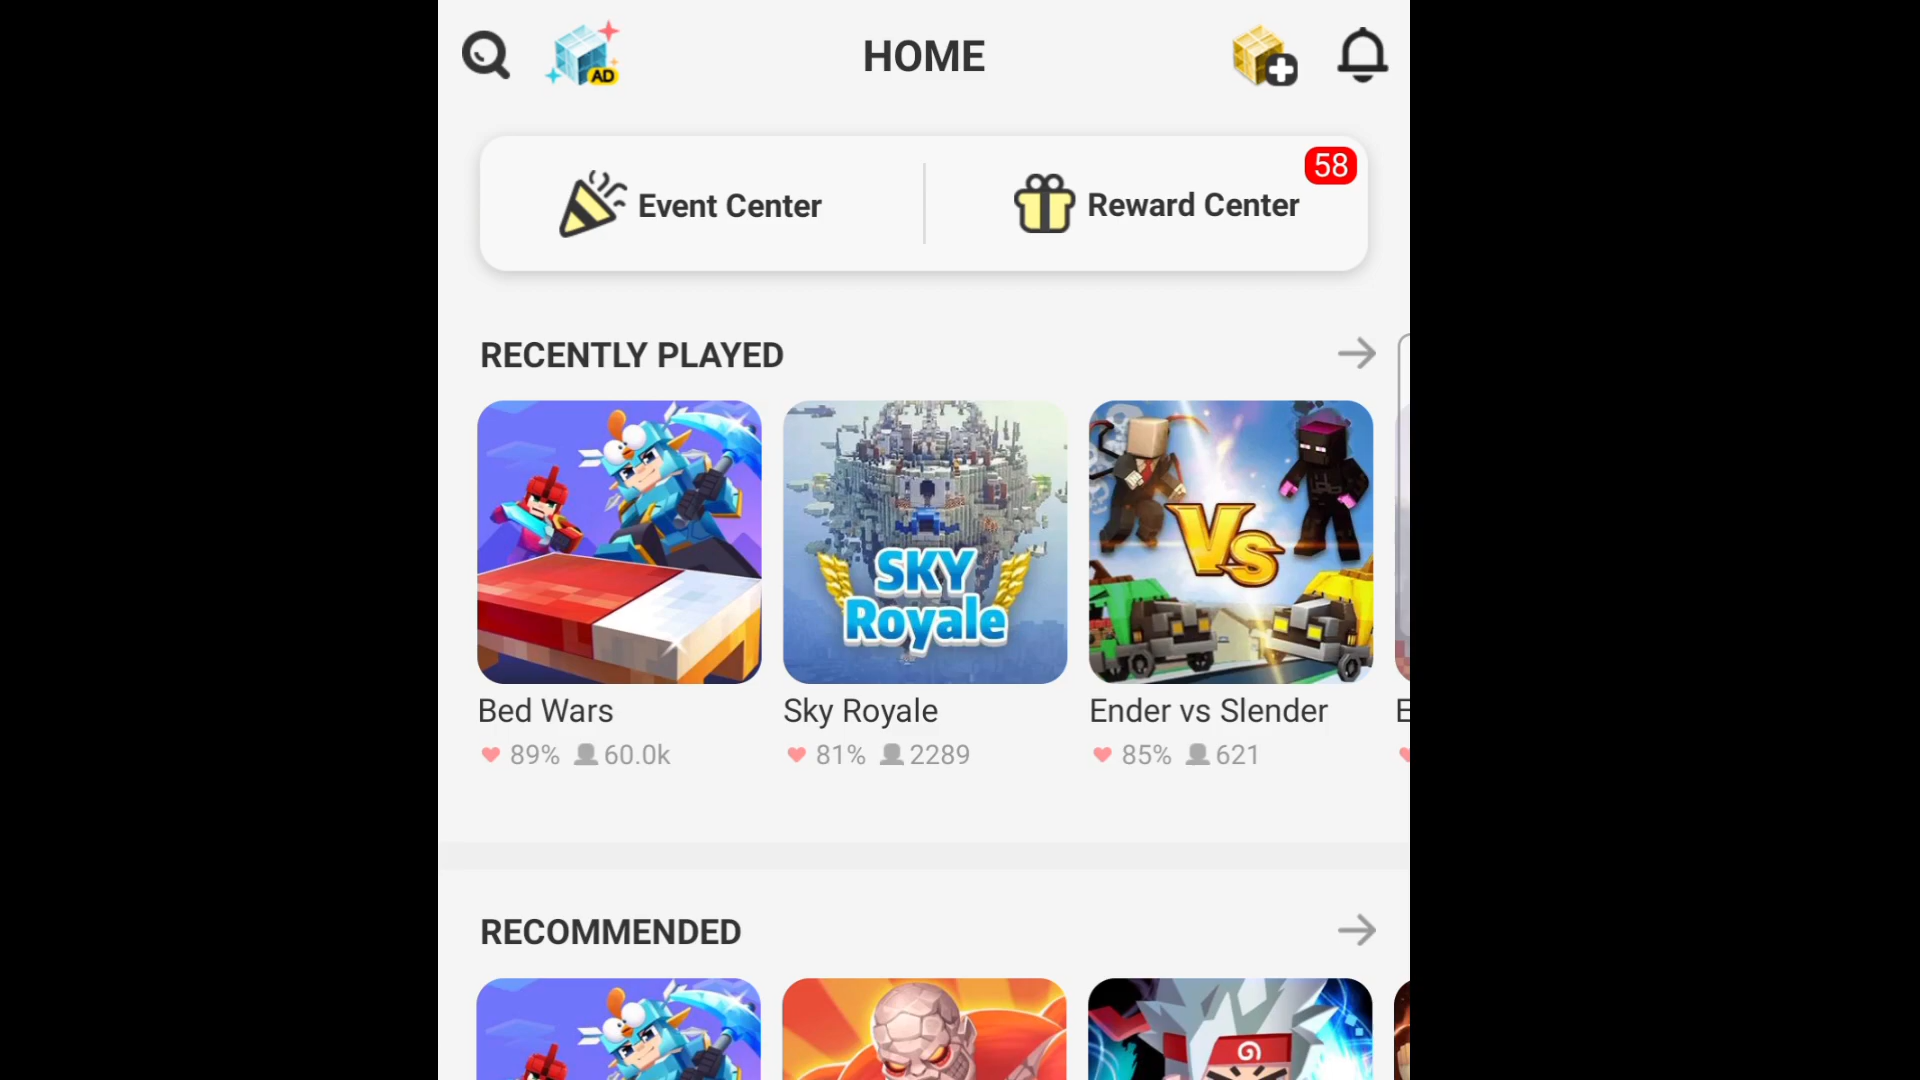 AD
HOME
Event Center
Reward Center
58
RECENTLY PLAYED
SKY
Royale
Vs
Bed Wars
Sky Royale
Ender vs Slender
E
89% 60.0k
81% 2289
85% 621
RECOMMENDED